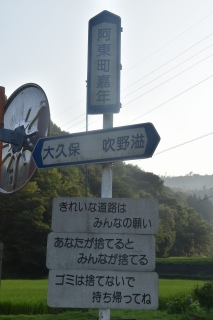 阿東町嘉年
大久保 吹野滋
きれいな道路は
みんなの願い
あなたが捨てると
みんなが捨てる
ゴミは捨てないで
持ち帰ってね